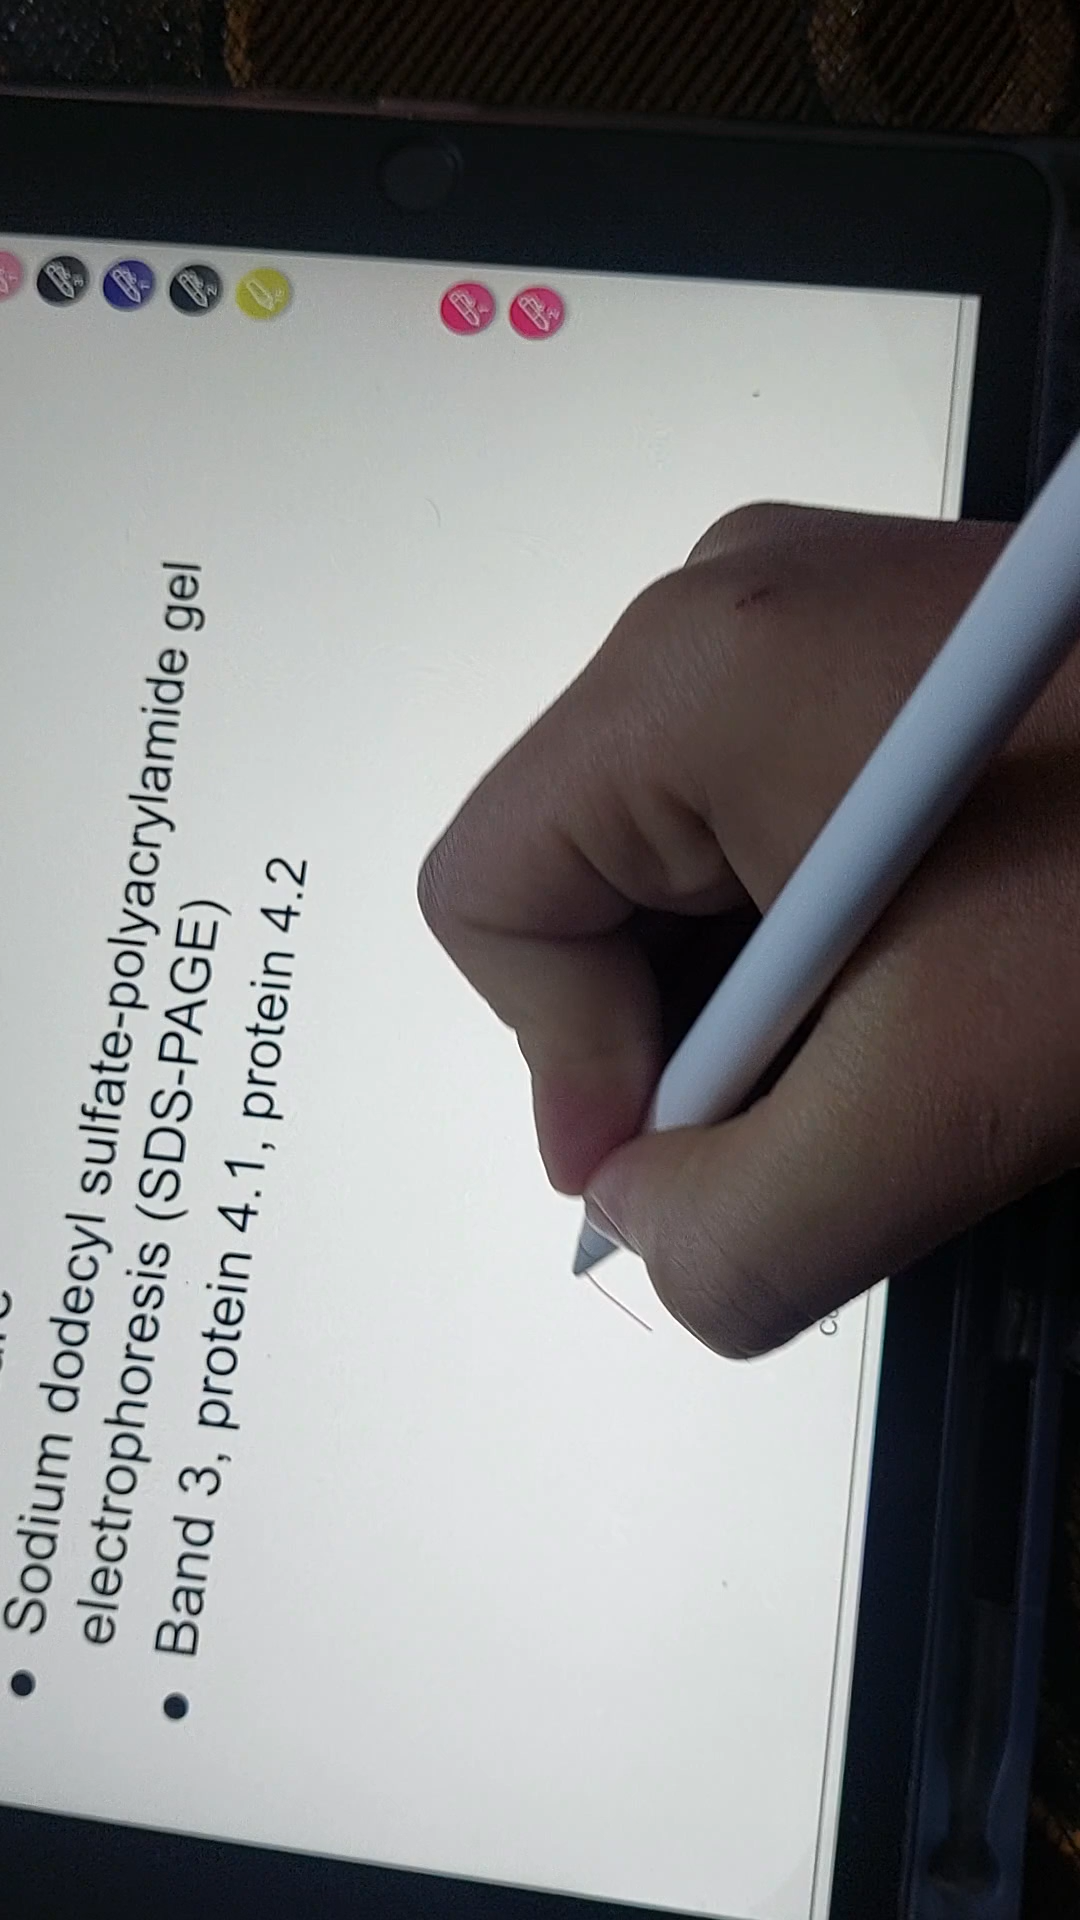 • Sodium dodecyl sulfate-polyacrylamide gel
electrophoresis (SDS-PAGE)
• Band 3, protein 4.1, protein 4.2